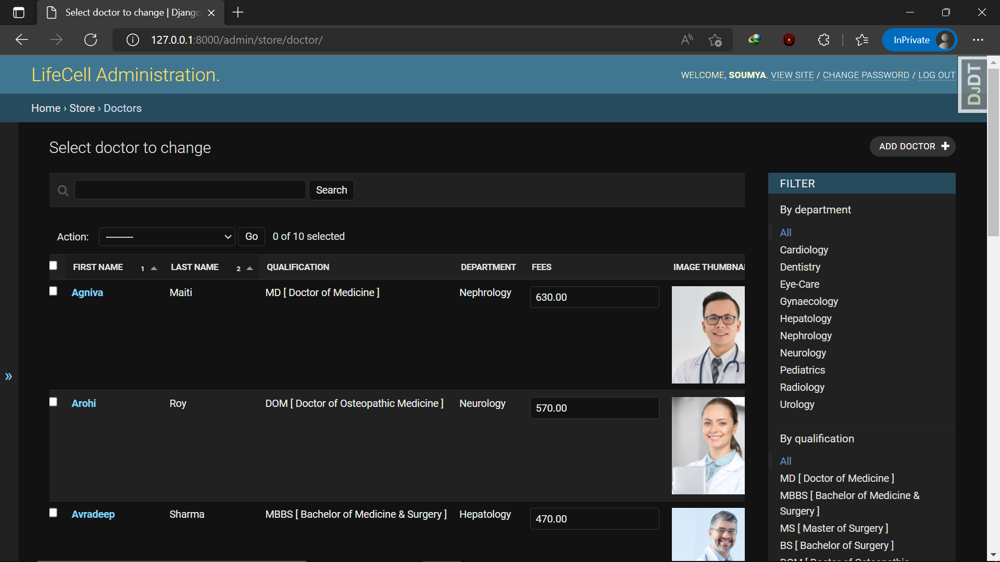 Select doctor to change | Django
127.0.0.1:8000/admin/store/doctor/
InPrivate
LifeCell Administration.
WELCOME, SOUMYA. VIEW SITE / CHANGE PASSWORD / LOG OUT
DJDT
Home › Store › Doctors
Select doctor to change
ADD DOCTOR
Search
Action: --------- Go 0 of 10 selected
FIRST NAME 1 LAST NAME 2 QUALIFICATION DEPARTMENT FEES IMAGE THUMBNAI
Agniva Maiti MD [ Doctor of Medicine ] Nephrology 630.00
Arohi Roy DOM [ Doctor of Osteopathic Medicine ] Neurology 570.00
Avradeep Sharma MBBS [ Bachelor of Medicine & Surgery ] Hepatology 470.00
FILTER
By department
All
Cardiology
Dentistry
Eye-Care
Gynaecology
Hepatology
Nephrology
Neurology
Pediatrics
Radiology
Urology
By qualification
All
MD [ Doctor of Medicine ]
MBBS [ Bachelor of Medicine &
Surgery ]
MS [ Master of Surgery ]
BS [ Bachelor of Surgery ]